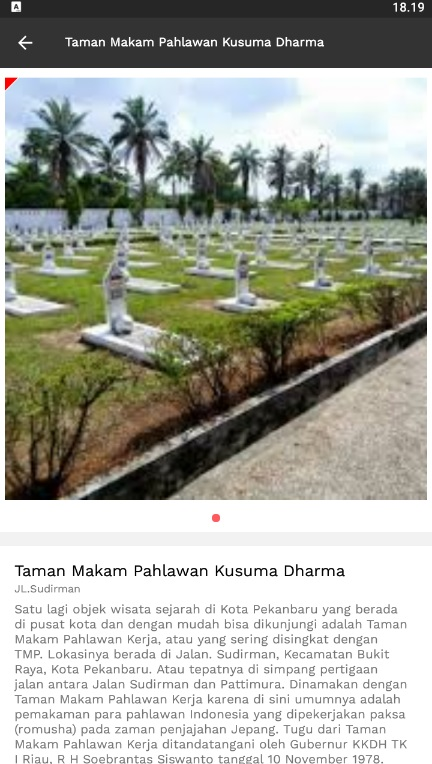 A
18.19
Taman Makam Pahlawan Kusuma Dharma
Taman Makam Pahlawan Kusuma Dharma
JL.Sudirman
Satu lagi objek wisata sejarah di Kota Pekanbaru yang berada
di pusat kota dan dengan mudah bisa dikunjungi adalah Taman
Makam Pahlawan Kerja, atau yang sering disingkat dengan
TMP. Lokasinya berada di Jalan. Sudirman, Kecamatan Bukit
Raya, Kota Pekanbaru. Atau tepatnya di simpang pertigaan
jalan antara Jalan Sudirman dan Pattimura. Dinamakan dengan
Taman Makam Pahlawan Kerja karena di sini umumnya adalah
pemakaman para pahlawan Indonesia yang dipekerjakan paksa
(romusha) pada zaman penjajahan Jepang. Tugu dari Taman
Makam Pahlawan Kerja ditandatangani oleh Gubernur KKDH TK
I Riau, R H Soebrantas Siswanto tanggal 10 November 1978.